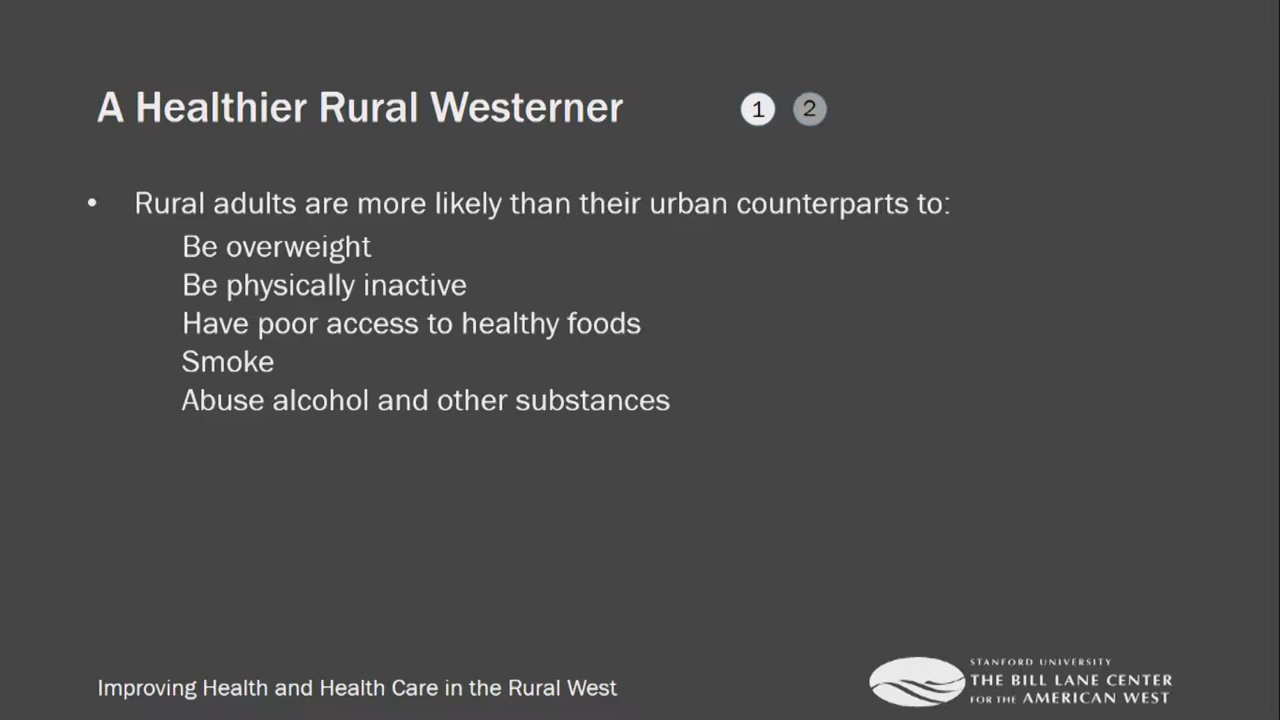 A Healthier Rural Westerner 1 2
• Rural adults are more likely than their urban counterparts to:
Be overweight
Be physically inactive
Have poor access to healthy foods
Smoke
Abuse alcohol and other substances
Improving Health and Health Care in the Rural West
STANFORD UNIVERSITY
THE BILL LANE CENTER
FOR THE AMERICAN WEST